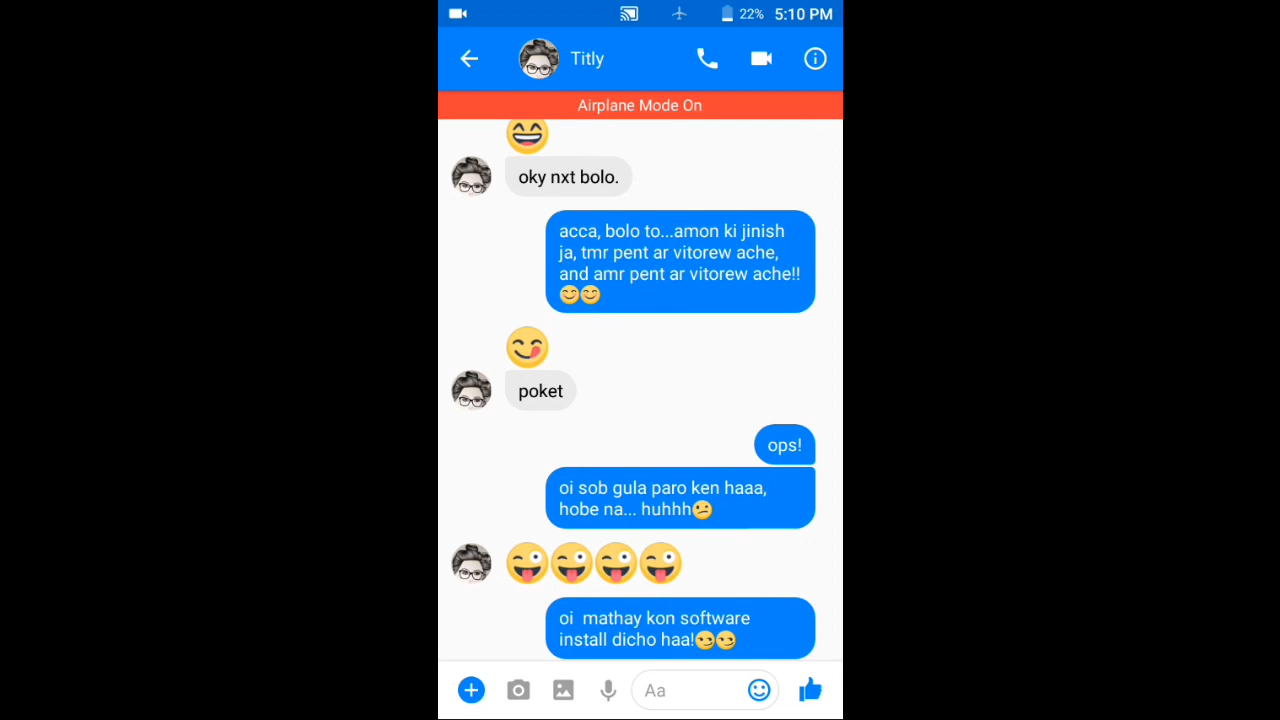 22% 5:10 PM
Titly
Airplane Mode On
oky nxt bolo.
acca, bolo to...amon ki jinish
ja, tmr pent ar vitorew ache,
and amr pent ar vitorew ache!!
😊😊
poket
ops!
oi sob gula paro ken haaa,
hobe na... huhhh😕
oi  mathay kon software
install dicho haa!😏😏
Aa